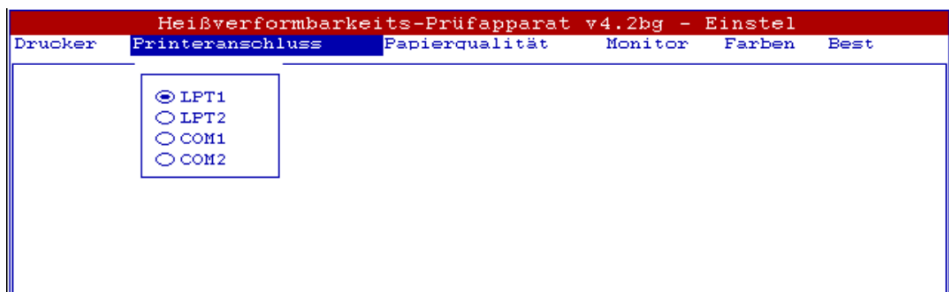 Heißverformbarkeits-Prüfapparat v4.2bg - Einstel
Drucker Printeranschluss Papierqualität Monitor Farben Best
LPT1
LPT2
COM1
COM2